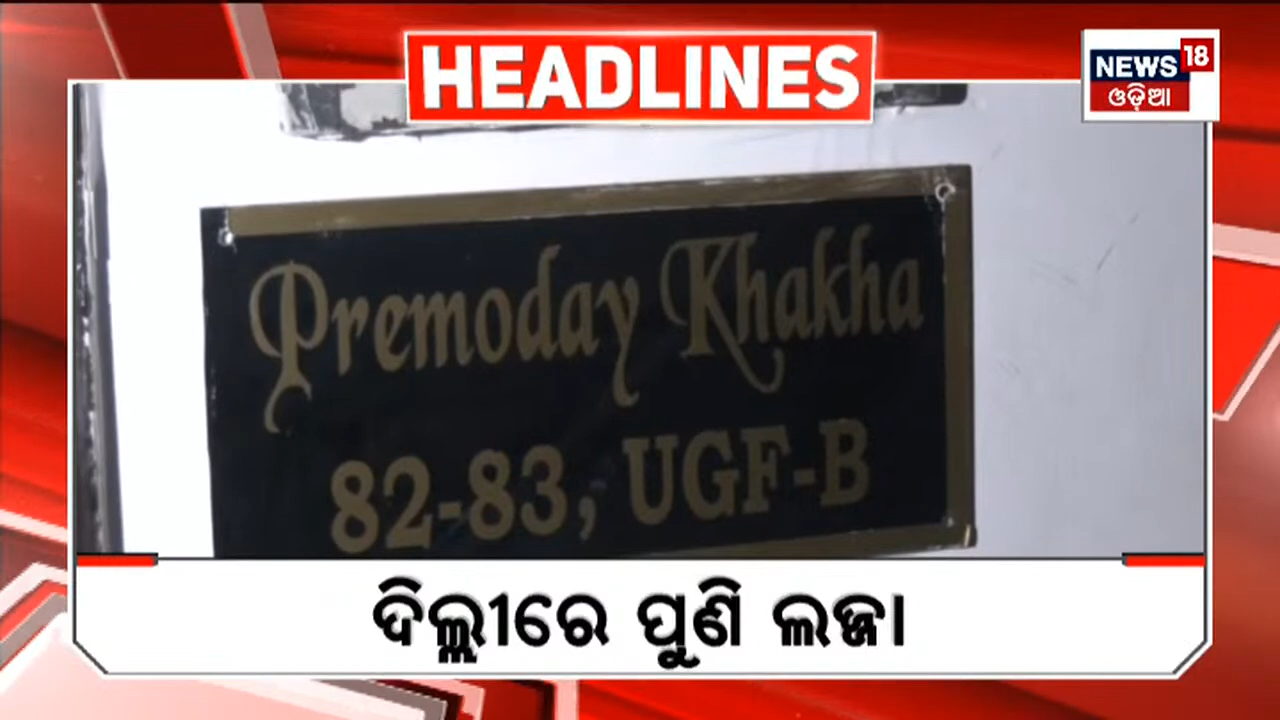 HEADLINES
NEWS 18
ଓଡ଼ିଆ
Premoday Khakha
82-83, UGF-B
ଦିଲ୍ଲୀରେ ପୁଣି ଲଜ୍ଜା